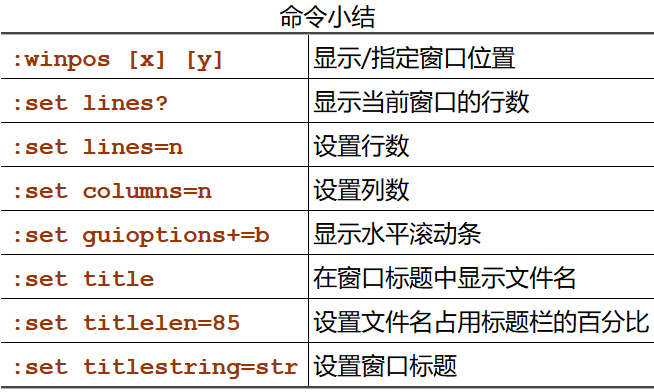 命令小结
:winpos [x] [y] 显示/指定窗口位置
:set lines? 显示当前窗口的行数
:set lines=n 设置行数
:set columns=n 设置列数
:set guioptions+=b 显示水平滚动条
:set title 在窗口标题中显示文件名
:set titlelen=85 设置文件名占用标题栏的百分比
:set titlestring=str 设置窗口标题